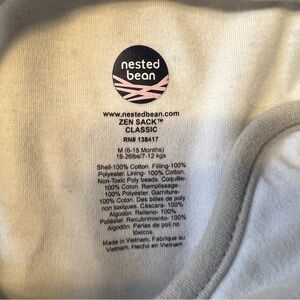 nested
bean
www.nestedbean.com
ZEN SACK™
CLASSIC
RN# 138417
M (6-15 Months)
16-26lbs/7-12 kgs
Shell-100% Cotton. Filling-100%
Polyester. Lining- 100% Cotton.
Non-Toxic Poly beads. Coquille-
100% Coton. Remplissage-
100% Polyester. Garniture-
100% Coton. Des billes de poly
non toxiques. Cáscara- 100%
Algodón. Relleno- 100%
Poliéster. Recubrimiento- 100%
Algodón. Perlas de poli no
tóxicos.
Made in Vietnam. Fabriqué au
Vietnam. Hecho en Vietnam